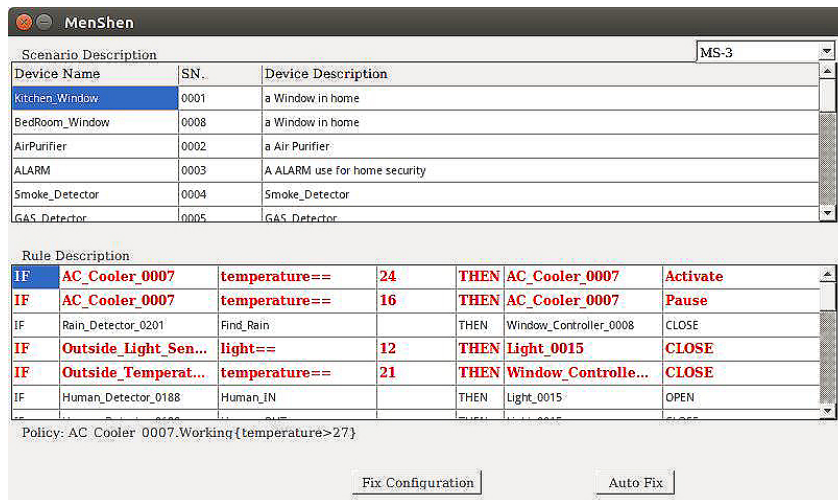 MenShen
Scenario Description MS-3
Device Name SN. Device Description
Kitchen_Window 0001 a Window in home
BedRoom_Window 0008 a Window in home
AirPurifier 0002 a Air Purifier
ALARM 0003 A ALARM use for home security
Smoke_Detector 0004 Smoke_Detector
GAS_Detector 0005 GAS_Detector
Rule Description
IF AC_Cooler_0007 temperature== 24 THEN AC_Cooler_0007 Activate
IF AC_Cooler_0007 temperature== 16 THEN AC_Cooler_0007 Pause
IF Rain_Detector_0201 Find_Rain THEN Window_Controller_0008 CLOSE
IF Outside_Light_Sen... light== 12 THEN Light_0015 CLOSE
IF Outside_Temperat... temperature== 21 THEN Window_Controlle... CLOSE
IF Human_Detector_0188 Human_IN THEN Light_0015 OPEN
Policy: AC_Cooler_0007.Working{temperature>27}
Fix Configuration Auto Fix